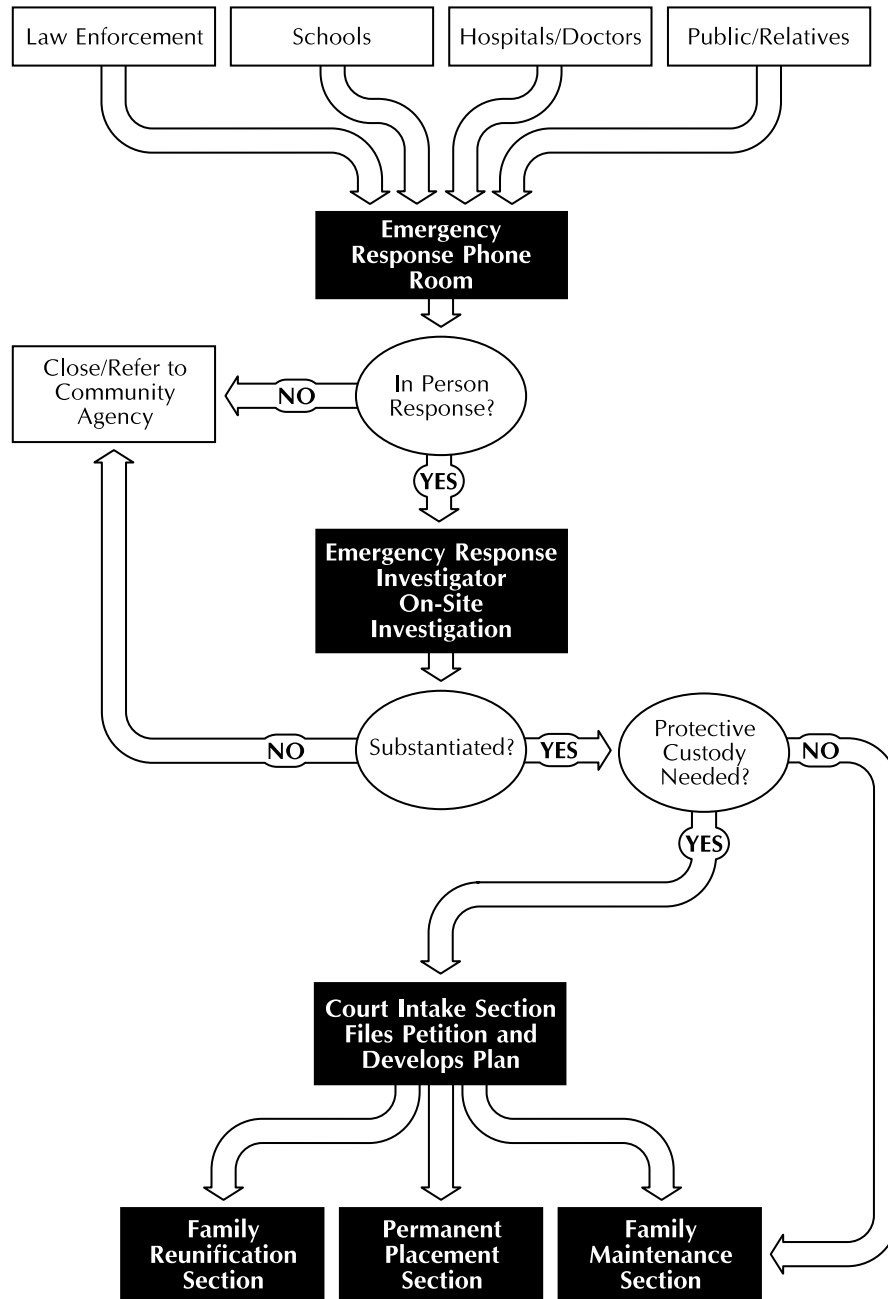 Law Enforcement
Schools
Hospitals/Doctors
Public/Relatives
Emergency
Response Phone
Room
Close/Refer to
Community
Agency
NO
In Person
Response?
YES
Emergency Response
Investigator
On-Site
Investigation
NO
Substantiated?
YES
Protective
Custody
Needed?
NO
YES
Court Intake Section
Files Petition and
Develops Plan
Family
Reunification
Section
Permanent
Placement
Section
Family
Maintenance
Section